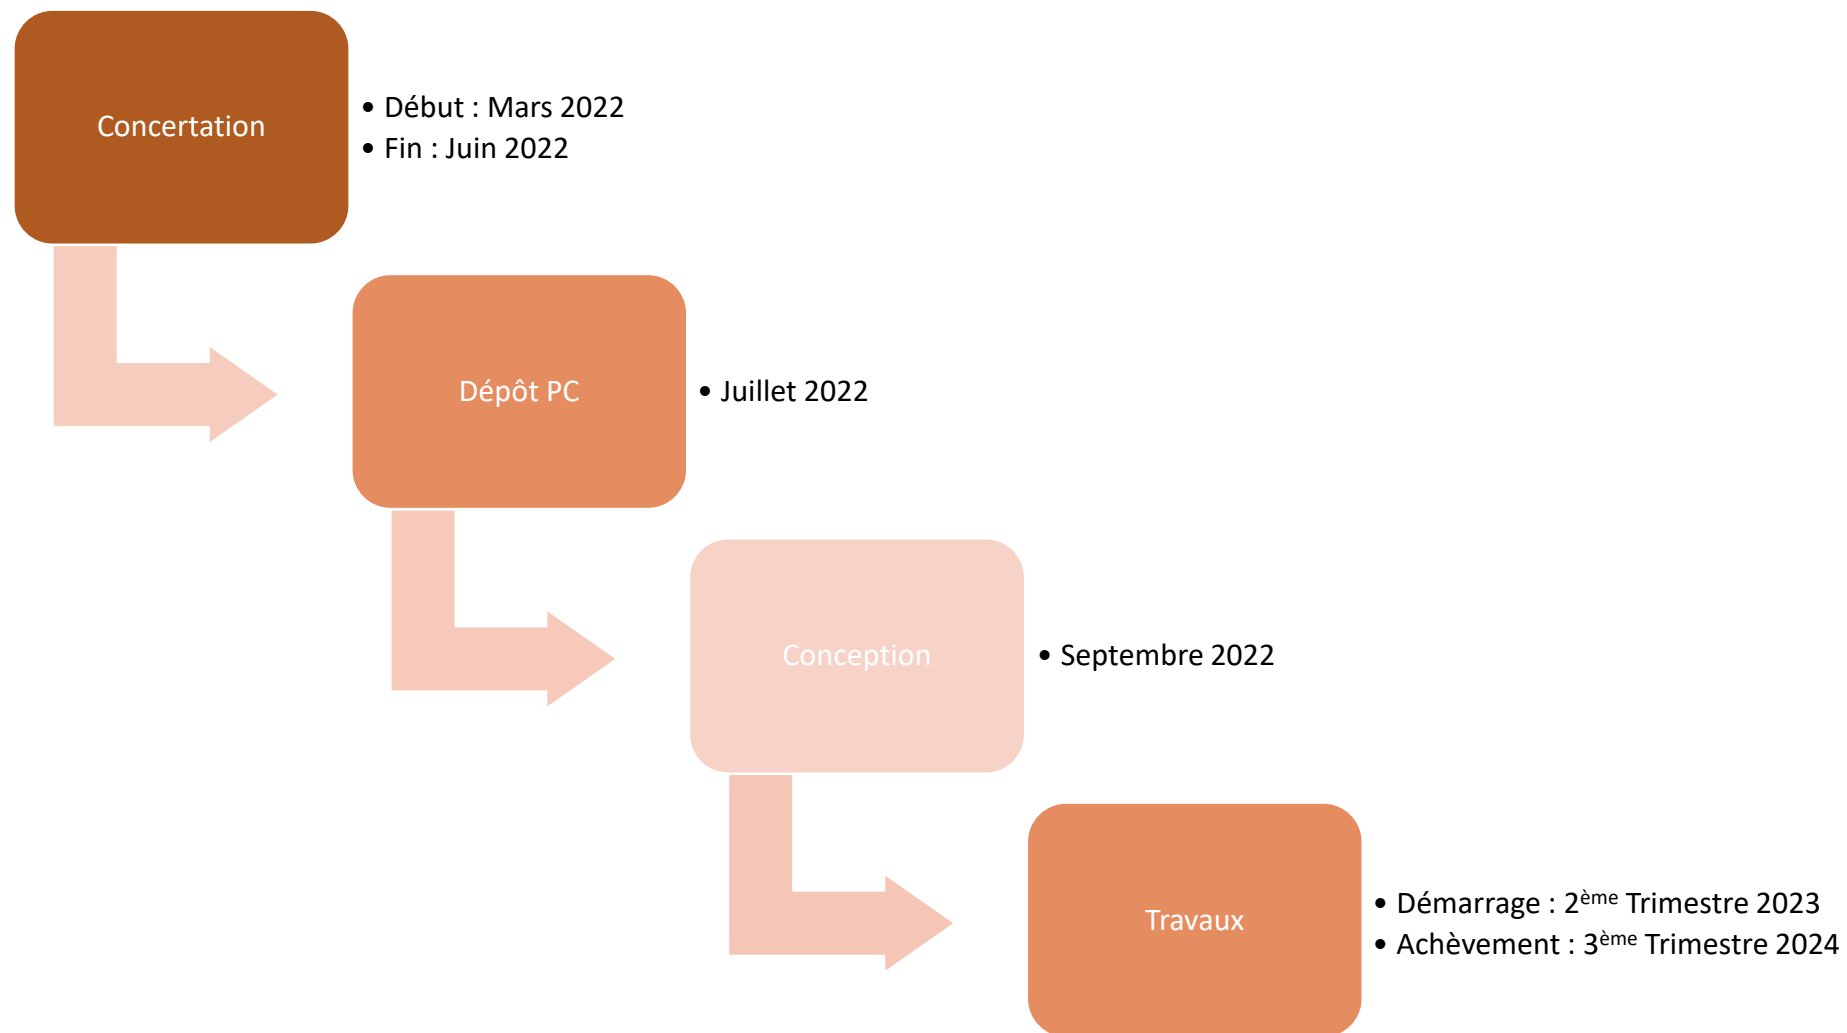 Concertation
• Début : Mars 2022
• Fin : Juin 2022
Dépôt PC
• Juillet 2022
Conception
• Septembre 2022
Travaux
• Démarrage : 2ème Trimestre 2023
• Achèvement : 3ème Trimestre 2024